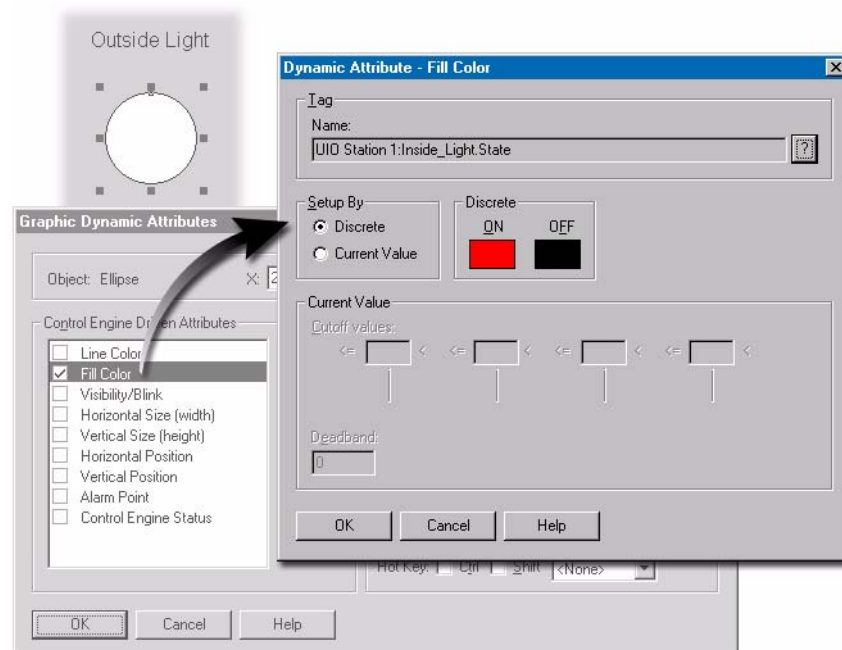 Outside Light
Dynamic Attribute - Fill Color
Tag
Name:
UIO Station 1:Inside_Light.State
?
Setup By
Discrete
Current Value
Discrete
ON OFF
Current Value
Cutoff values:
<= < <= < <= < <= <
Deadband:
0
OK Cancel Help
Graphic Dynamic Attributes
Object: Ellipse X: 2
Control Engine Driven Attributes
Line Color
Fill Color
Visibility/Blink
Horizontal Size (width)
Vertical Size (height)
Horizontal Position
Vertical Position
Alarm Point
Control Engine Status
Hot Key: Ctrl Shift <None>
OK Cancel Help